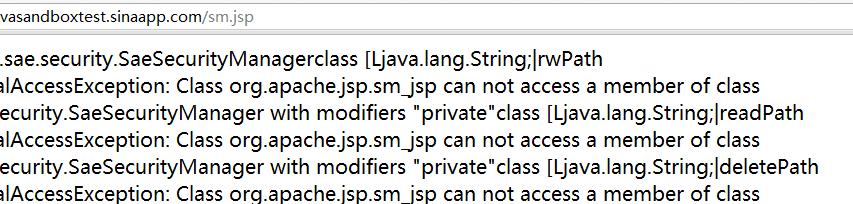 vasandboxtest.sinaapp.com/sm.jsp
.sae.security.SaeSecurityManagerclass [Ljava.lang.String;|rwPath
alAccessException: Class org.apache.jsp.sm_jsp can not access a member of class
security.SaeSecurityManager with modifiers "private"class [Ljava.lang.String;|readPath
alAccessException: Class org.apache.jsp.sm_jsp can not access a member of class
security.SaeSecurityManager with modifiers "private"class [Ljava.lang.String;|deletePath
alAccessException: Class org.apache.jsp.sm_jsp can not access a member of class